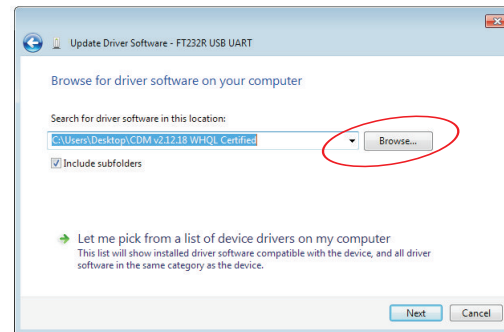 Update Driver Software - FT232R USB UART
Browse for driver software on your computer
Search for driver software in this location:
C:\Users\Desktop\CDM v2.12.18 WHQL Certified
Browse...
Include subfolders
Let me pick from a list of device drivers on my computer
This list will show installed driver software compatible with the device, and all driver
software in the same category as the device.
Next
Cancel